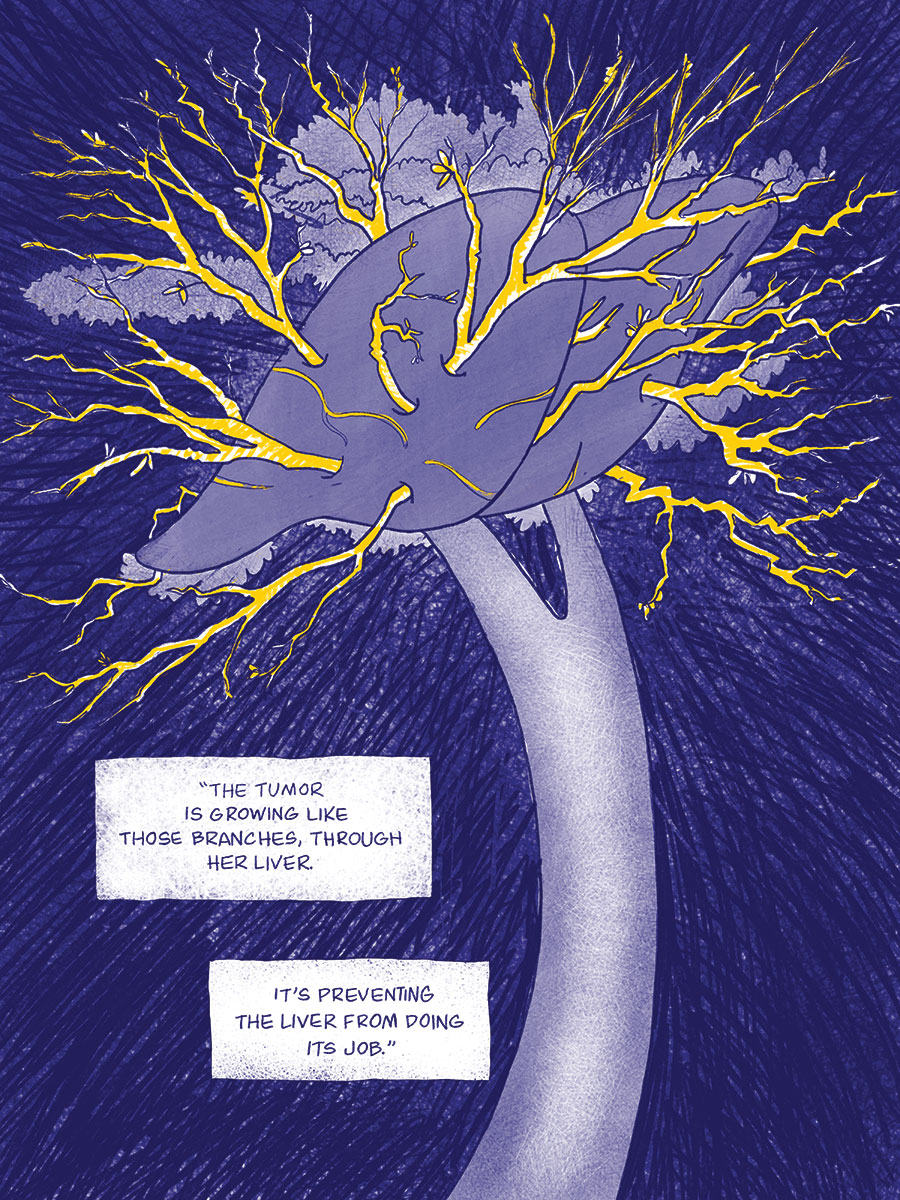 “THE TUMOR
IS GROWING LIKE
THOSE BRANCHES, THROUGH
HER LIVER.
IT’S PREVENTING
THE LIVER FROM DOING
ITS JOB.”